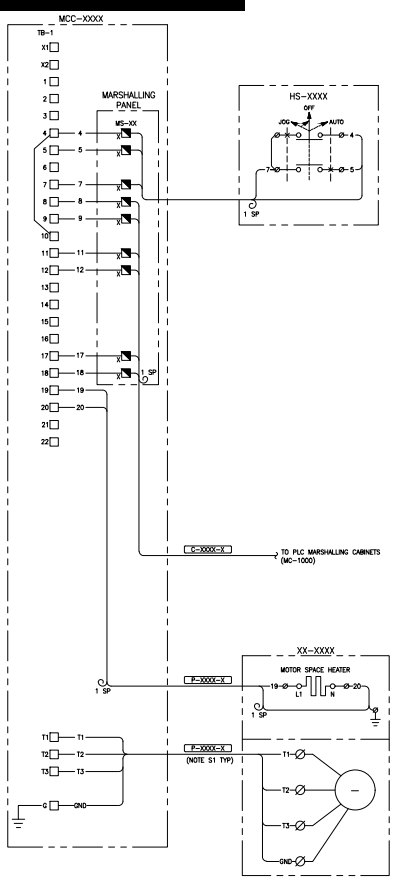 MCC-XXXX
TB-1
X1
X2
1
2
3
4 4
5 5
6
7 7
8 8
9 9
10
11 11
12 12
13
14
15
16
17 17
18 18
19 19
20 20
21
22
MARSHALLING
PANEL
MS-XX
X
X
X
X
X
X
X
X
X
1 SP
HS-XXXX
OFF
JOG AUTO
X 4
7 X 5
1 SP
C-XXXX-X
TO PLC MARSHALLING CABINETS
(MC-1000)
XX-XXXX
MOTOR SPACE HEATER
P-XXXX-X
19 L1 N 20
1 SP
1 SP
T1 T1
T2 T2
T3 T3
G GND
P-XXXX-X
(NOTE S1 TYP)
T1
T2
T3
GND